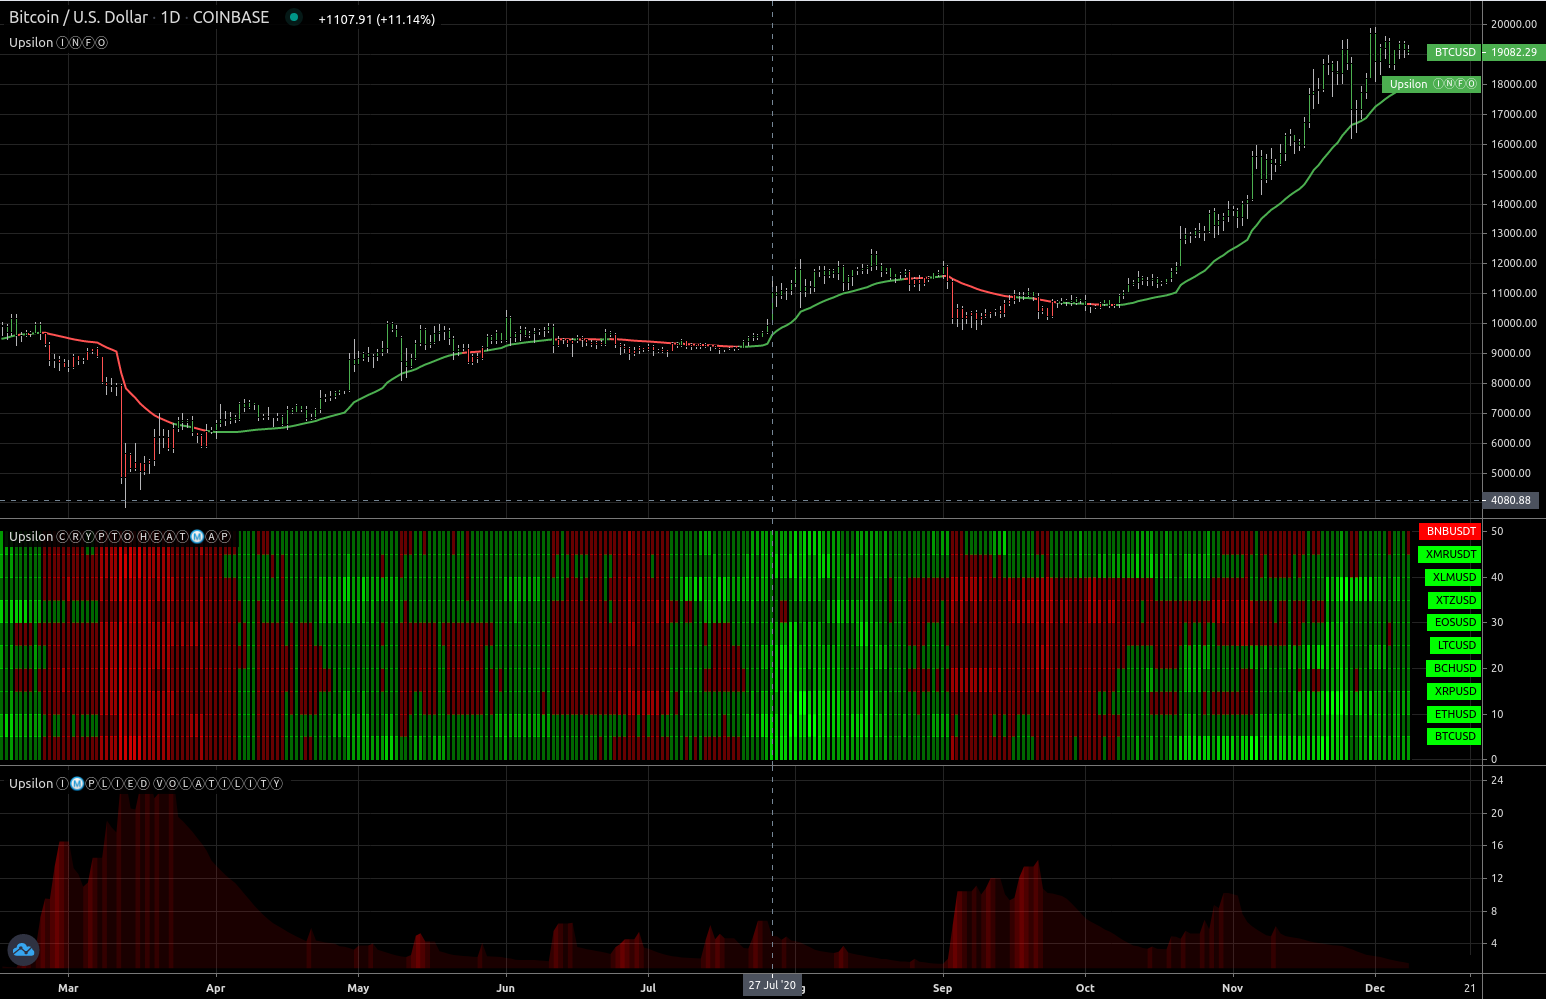 Bitcoin / U.S. Dollar · 1D · COINBASE +1107.91 (+11.14%)
Upsilon ⒾⓃⒻⓄ
20000.00
BTCUSD 19082.29
Upsilon ⒾⓃⒻⓄ
18000.00
17000.00
16000.00
15000.00
14000.00
13000.00
12000.00
11000.00
10000.00
9000.00
8000.00
7000.00
6000.00
5000.00
4080.88
Upsilon ⒸⓇⓎⓅⓉⓄ ⒽⒺⒶⓉⓂⒶⓅ
BNBUSDT 50
XMRUSDT
XLMUSD 40
XTZUSD
EOSUSD 30
LTCUSD
BCHUSD 20
XRPUSD
ETHUSD 10
BTCUSD
0
Upsilon ⒾⓂⓅⓁⒾⒺⒹ ⓋⓄⓁⒶⓉⒾⓁⒾⓉⓎ
24
20
16
12
8
4
Mar Apr May Jun Jul 27 Jul '20 Sep Oct Nov Dec 21